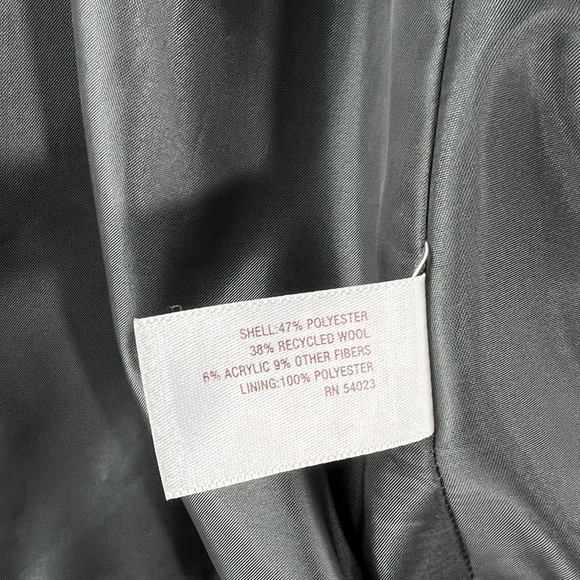 SHELL:47% POLYESTER
38% RECYCLED WOOL
6% ACRYLIC 9% OTHER FIBERS
LINING:100% POLYESTER
RN 54023